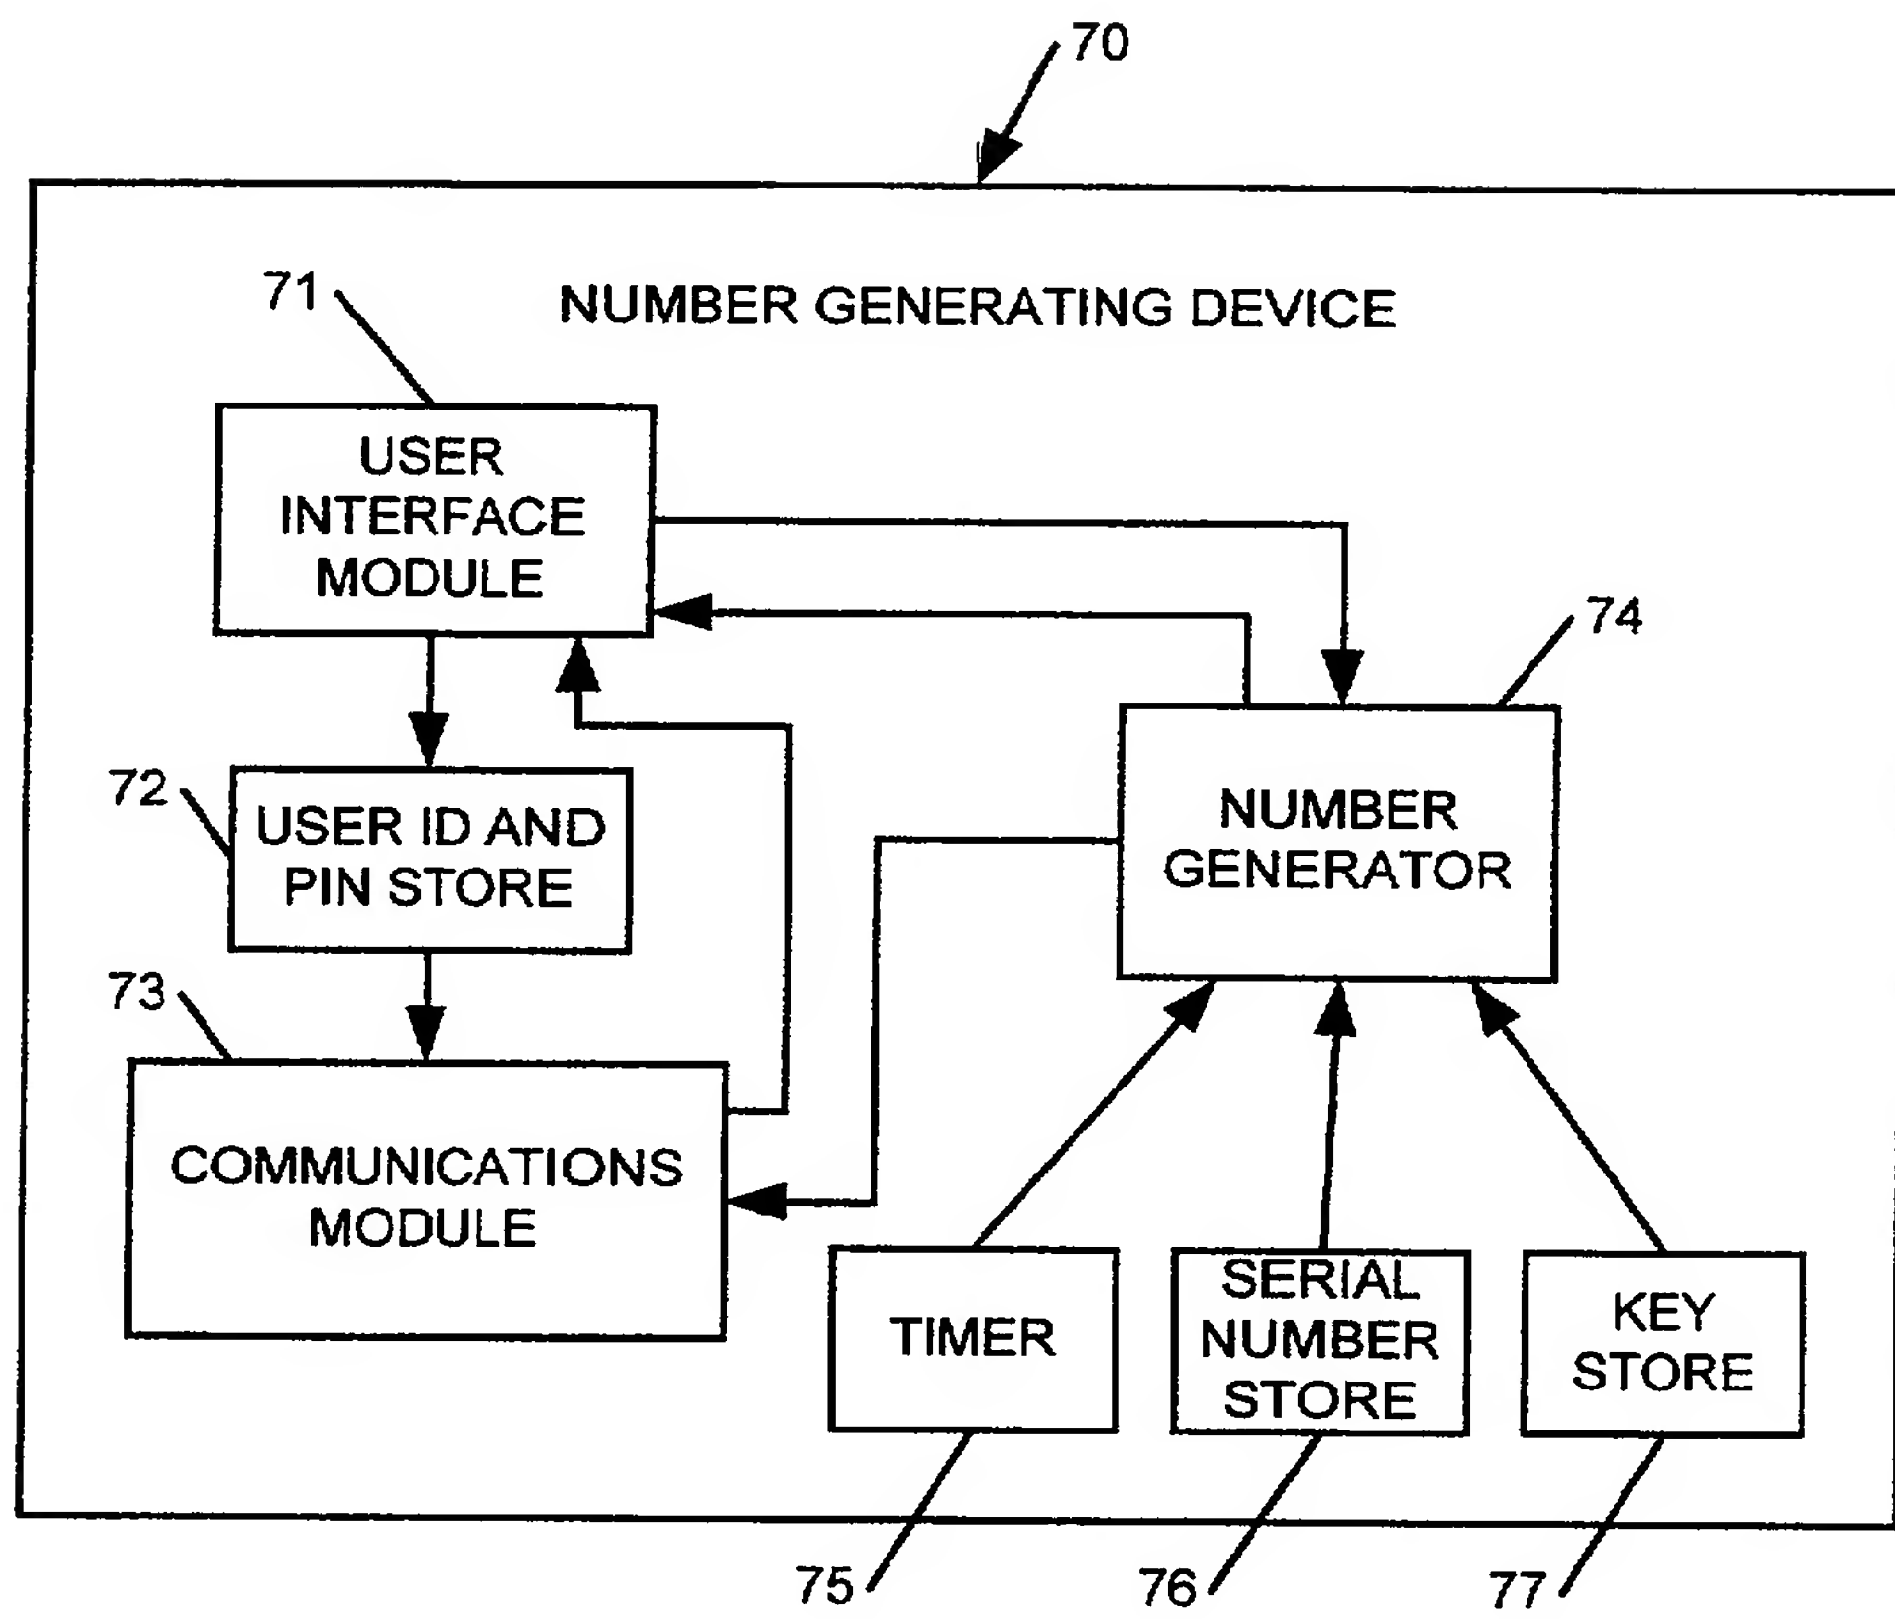 70
NUMBER GENERATING DEVICE
71
USER
INTERFACE
MODULE
74
72
USER ID AND
PIN STORE
NUMBER
GENERATOR
73
COMMUNICATIONS
MODULE
TIMER
SERIAL
NUMBER
STORE
KEY
STORE
75
76
77